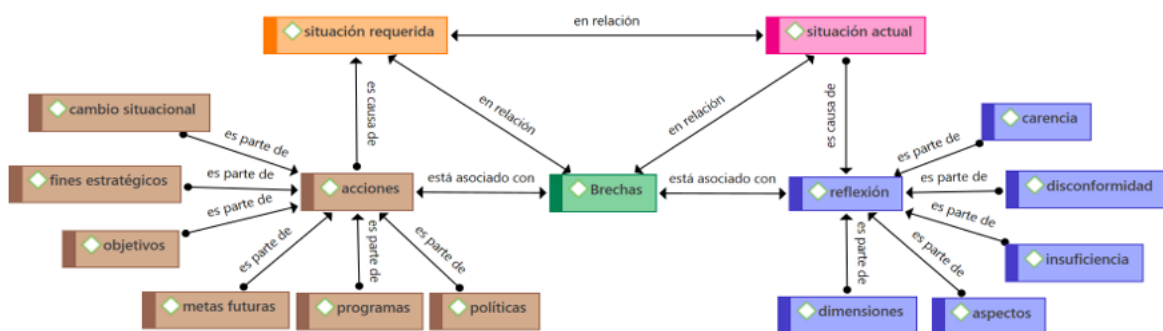 en relación
situación requerida
situación actual
es causa de
en relación
en relación
es causa de
cambio situacional
carencia
es parte de
es parte de
fines estratégicos
es parte de
acciones
está asociado con
Brechas
está asociado con
reflexión
es parte de
disconformidad
objetivos
es parte de
es parte de
insuficiencia
es parte de
es parte de
es parte de
es parte de
es parte de
metas futuras
programas
políticas
dimensiones
aspectos